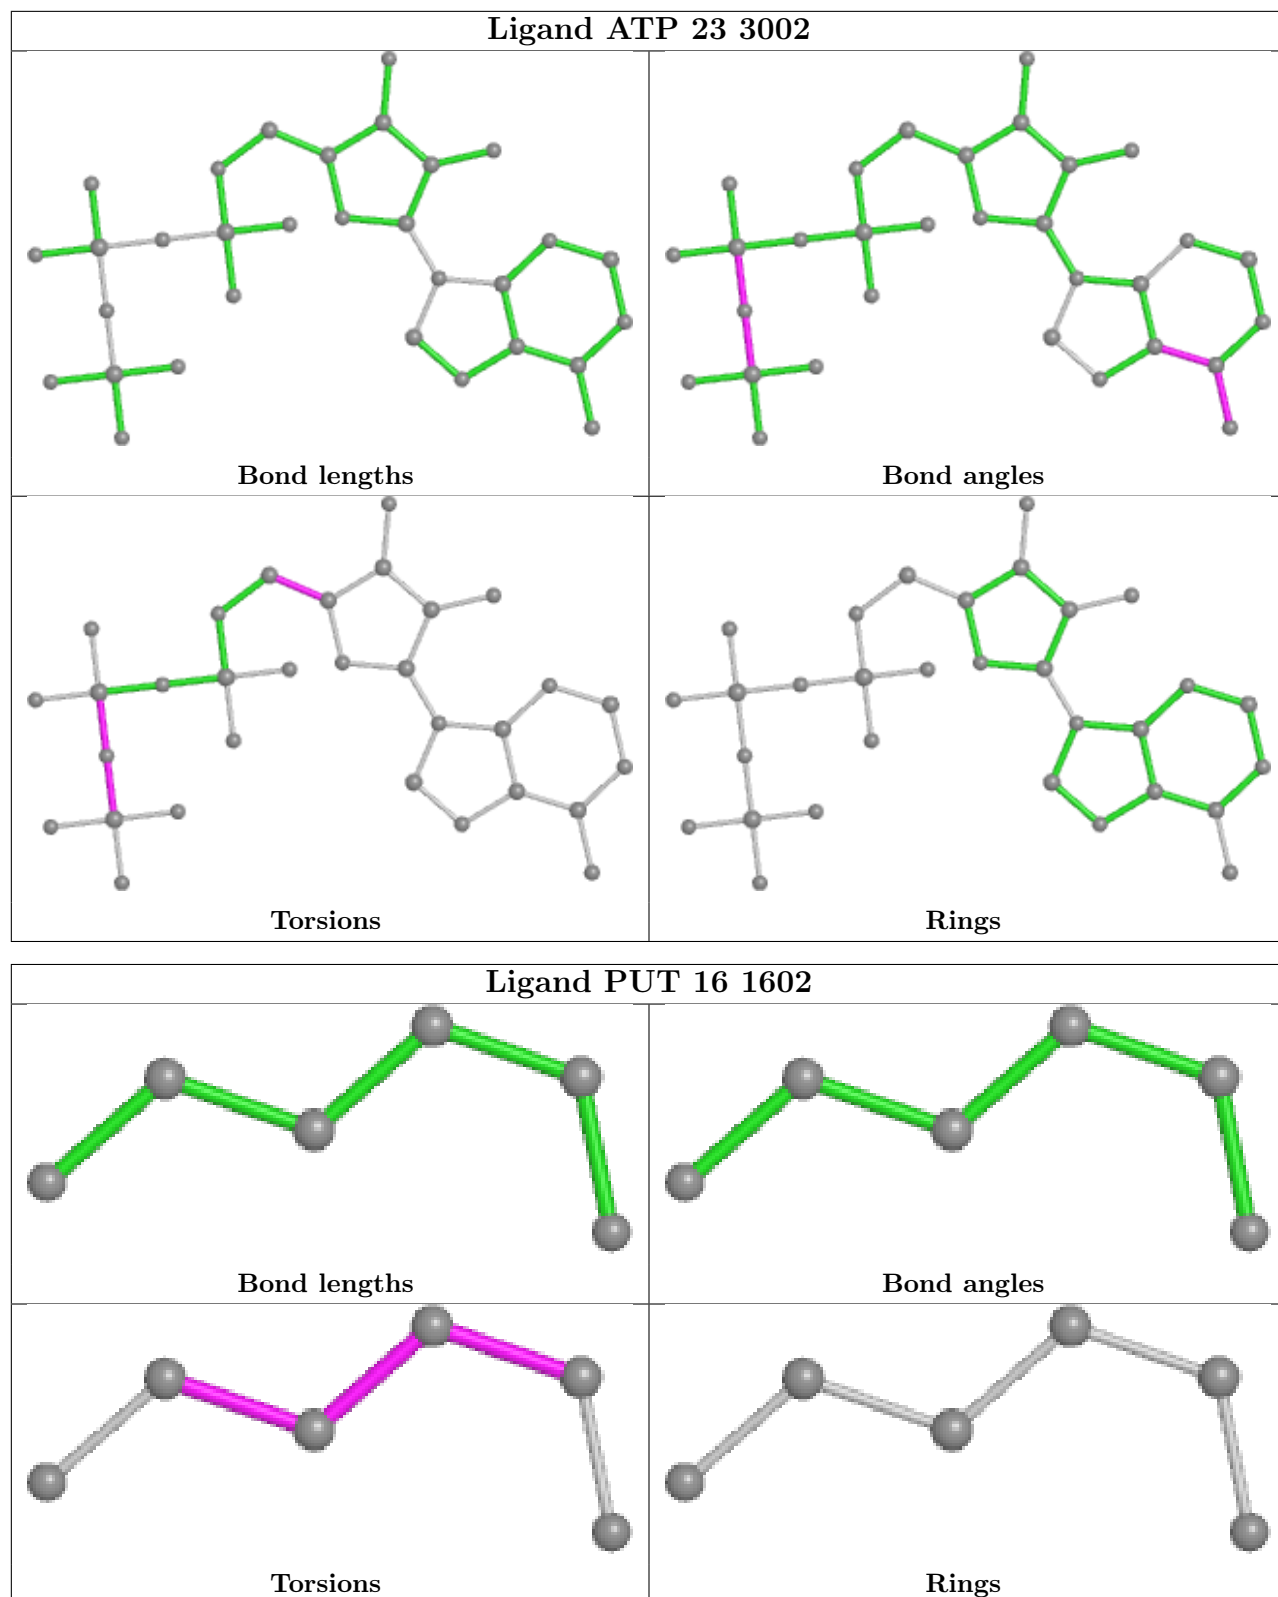 Ligand ATP 23 3002
Bond lengths
Bond angles
Torsions
Rings
Ligand PUT 16 1602
Bond lengths
Bond angles
Torsions
Rings